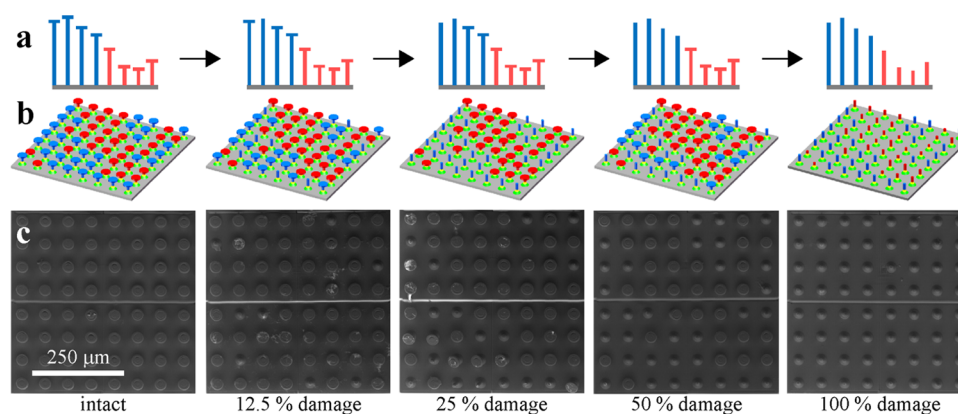 a
b
c
250 μm
intact
12.5 % damage
25 % damage
50 % damage
100 % damage